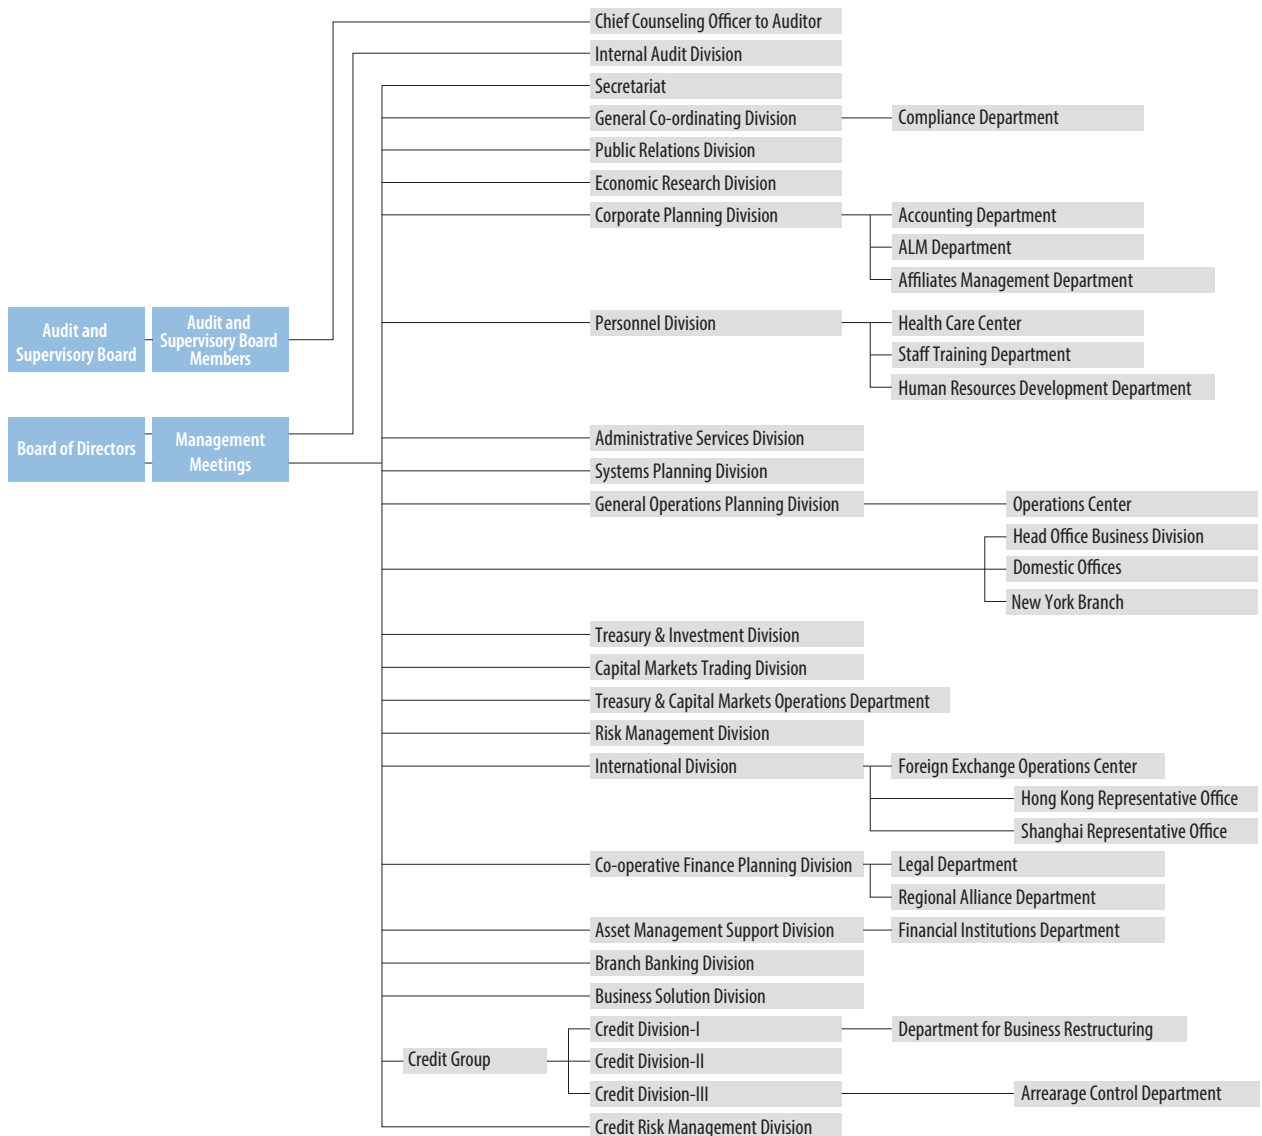 Chief Counseling Officer to Auditor
Internal Audit Division
Secretariat
General Co-ordinating Division
Compliance Department
Public Relations Division
Economic Research Division
Corporate Planning Division
Accounting Department
ALM Department
Affiliates Management Department
Audit and
Supervisory Board
Audit and
Supervisory Board
Members
Personnel Division
Health Care Center
Staff Training Department
Human Resources Development Department
Board of Directors
Management
Meetings
Administrative Services Division
Systems Planning Division
General Operations Planning Division
Operations Center
Head Office Business Division
Domestic Offices
New York Branch
Treasury & Investment Division
Capital Markets Trading Division
Treasury & Capital Markets Operations Department
Risk Management Division
International Division
Foreign Exchange Operations Center
Hong Kong Representative Office
Shanghai Representative Office
Co-operative Finance Planning Division
Legal Department
Regional Alliance Department
Asset Management Support Division
Financial Institutions Department
Branch Banking Division
Business Solution Division
Credit Group
Credit Division-I
Department for Business Restructuring
Credit Division-II
Credit Division-III
Arrearage Control Department
Credit Risk Management Division